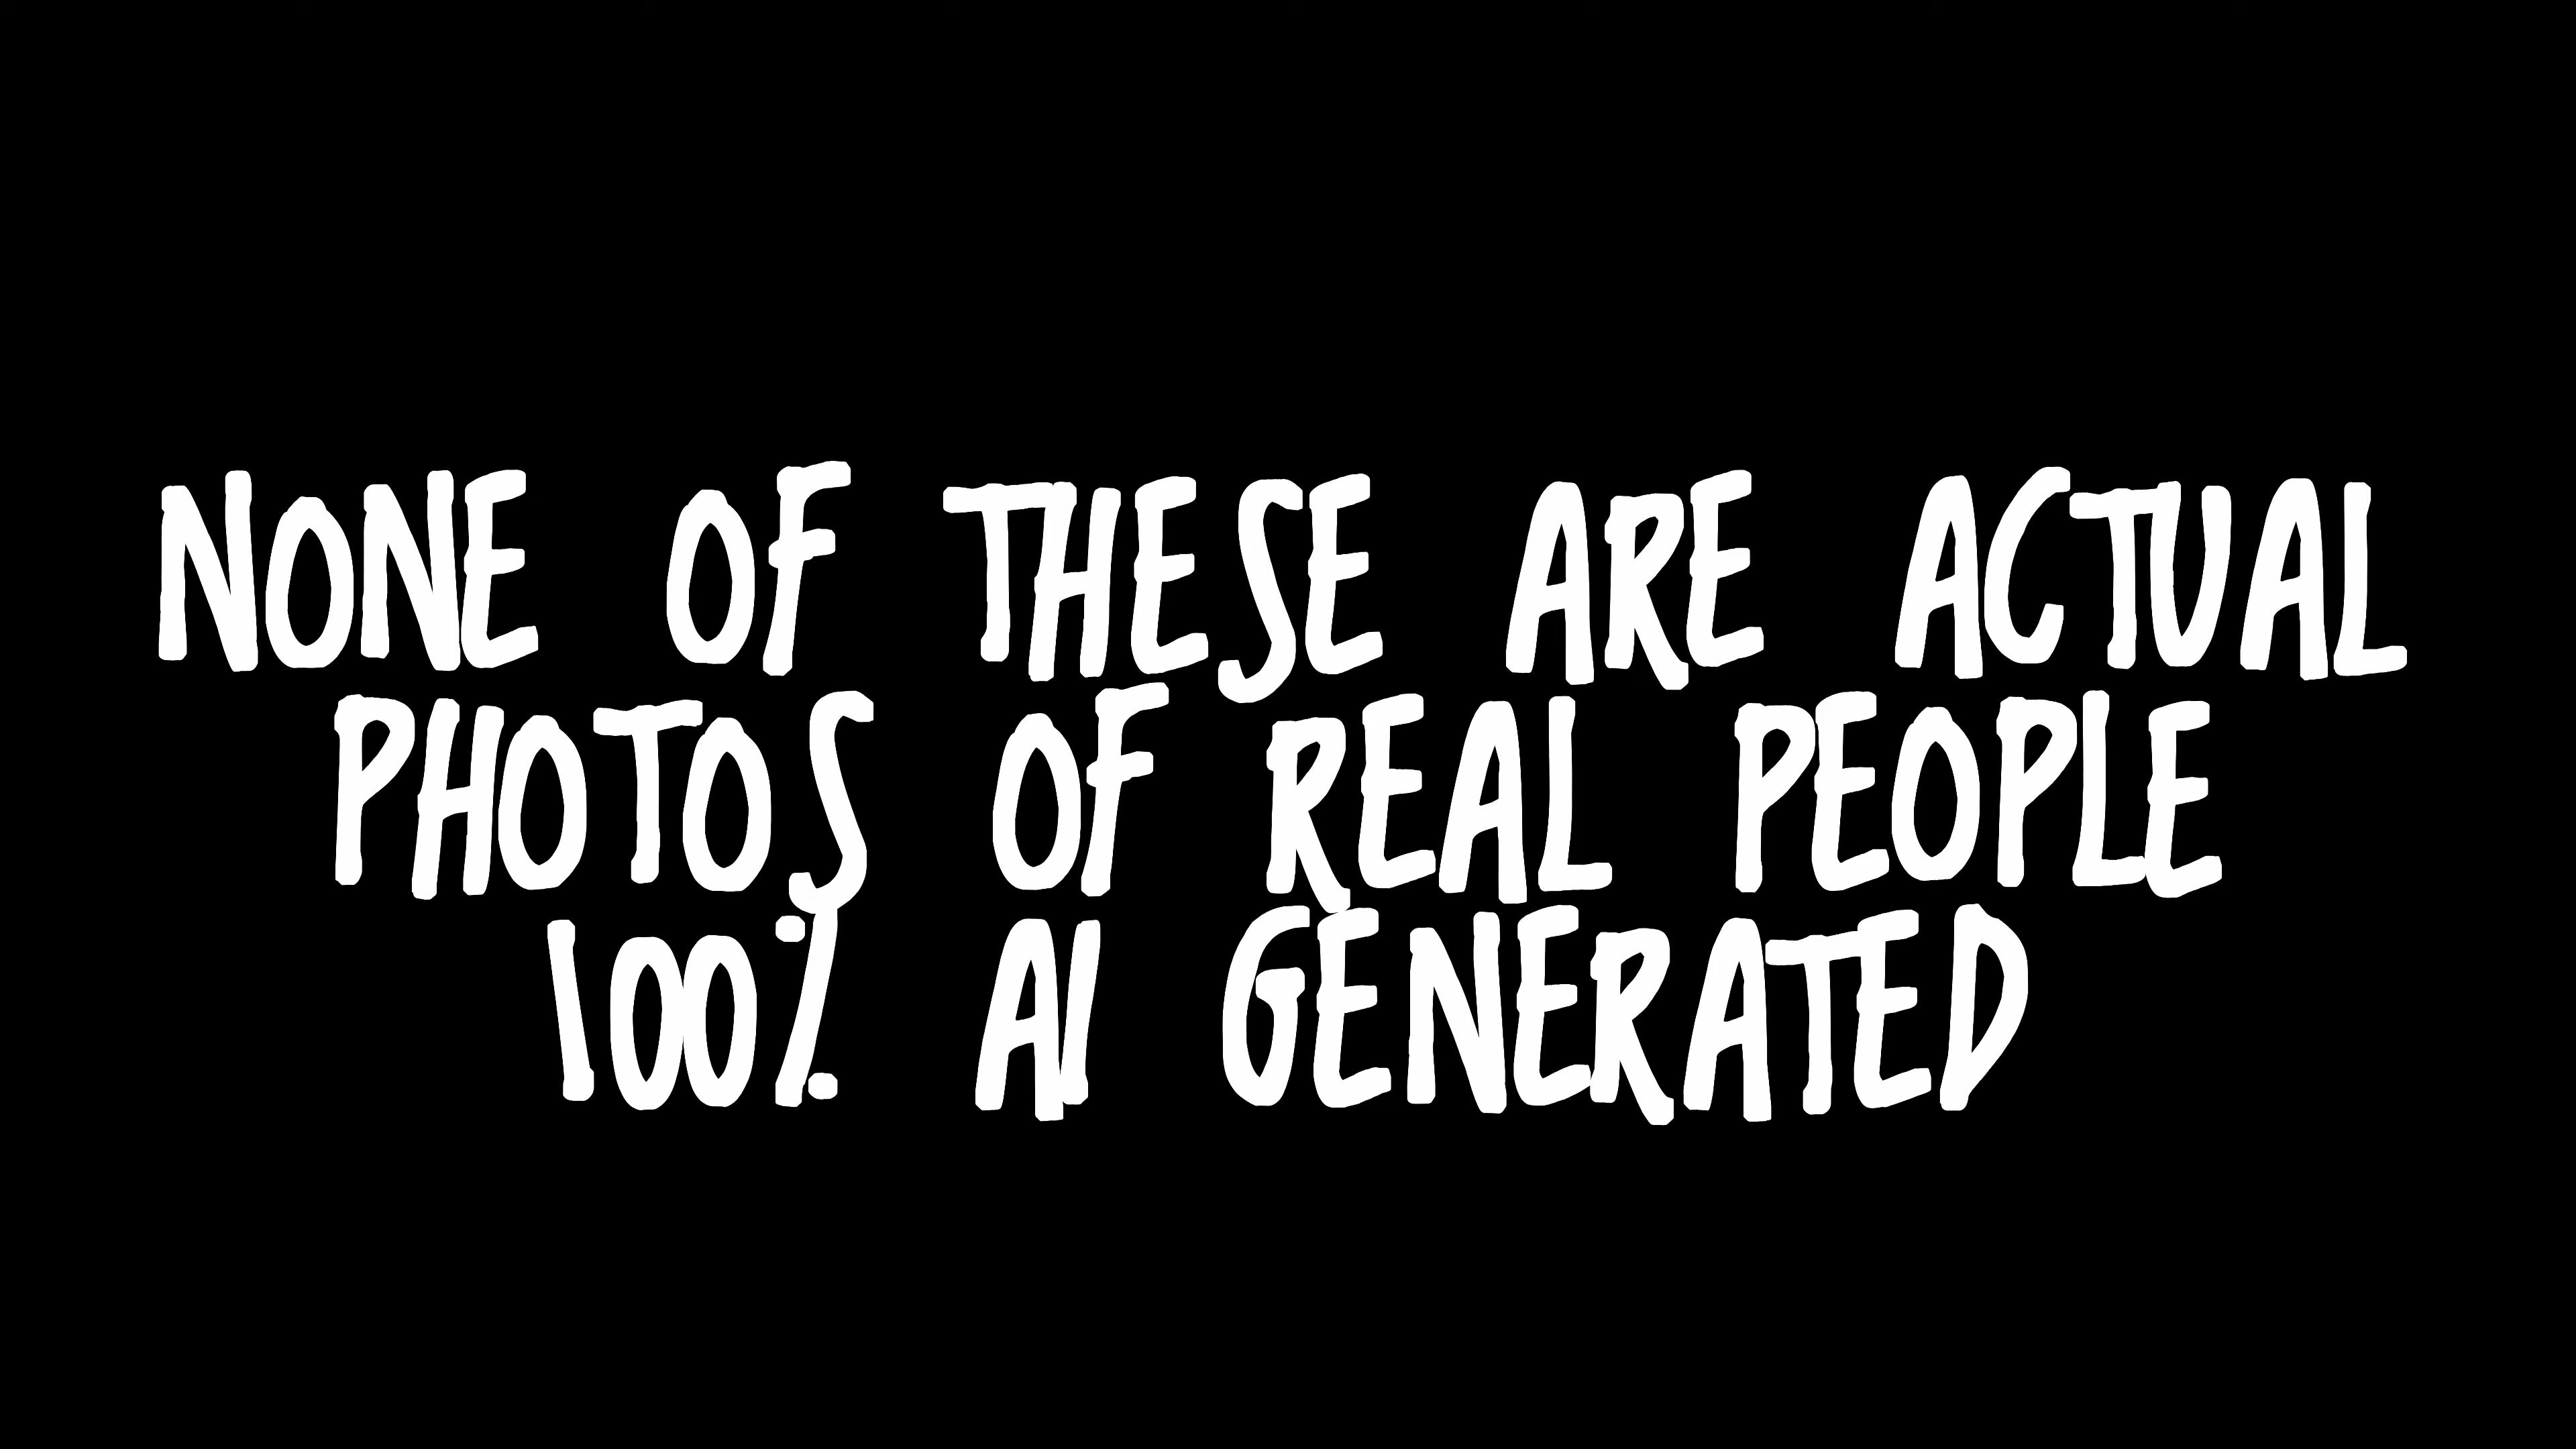 NONE OF THESE ARE ACTUAL
PHOTOS OF REAL PEOPLE
100% AI GENERATED